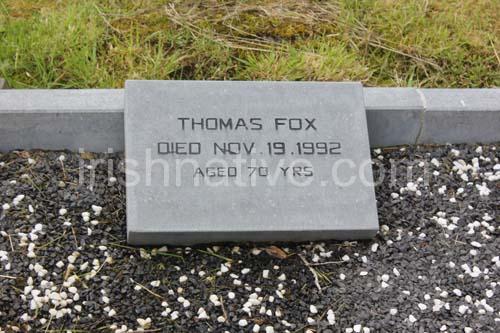 THOMAS FOX
DIED NOV. 19. 1992
AGED 70 YRS
irishnative.com